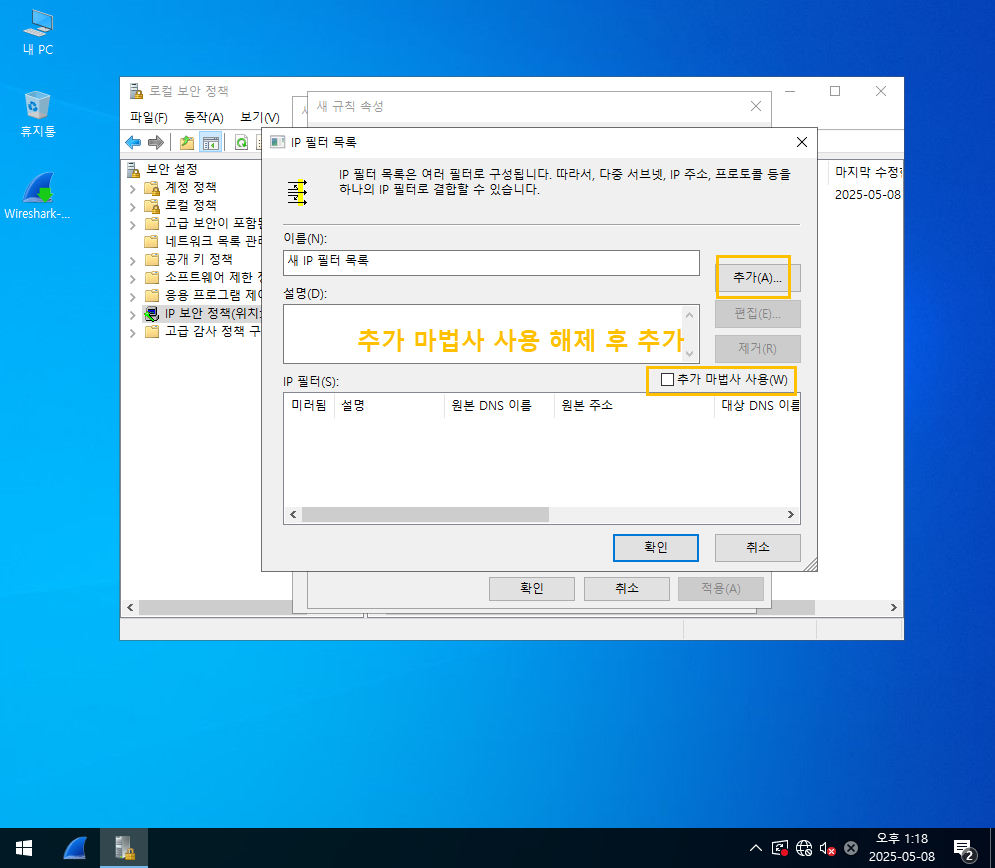 내 PC
휴지통
Wireshark-...
로컬 보안 정책
파일(F) 동작(A) 보기(V)
보안 설정
계정 정책
로컬 정책
고급 보안이 포함된
네트워크 목록 관리
공개 키 정책
소프트웨어 제한 정
응용 프로그램 제어
IP 보안 정책(위치:
고급 감사 정책 구
마지막 수정한
2025-05-08
새 규칙 속성
IP 필터 목록
IP 필터 목록은 여러 필터로 구성됩니다. 따라서, 다중 서브넷, IP 주소, 프로토콜 등을
하나의 IP 필터로 결합할 수 있습니다.
이름(N):
새 IP 필터 목록
추가(A)...
설명(D):
편집(E)...
추가 마법사 사용 해제 후 추가
제거(R)
IP 필터(S):
추가 마법사 사용(W)
미러됨 설명 원본 DNS 이름 원본 주소 대상 DNS 이름
확인 취소
확인 취소 적용(A)
오후 1:18
2025-05-08
2